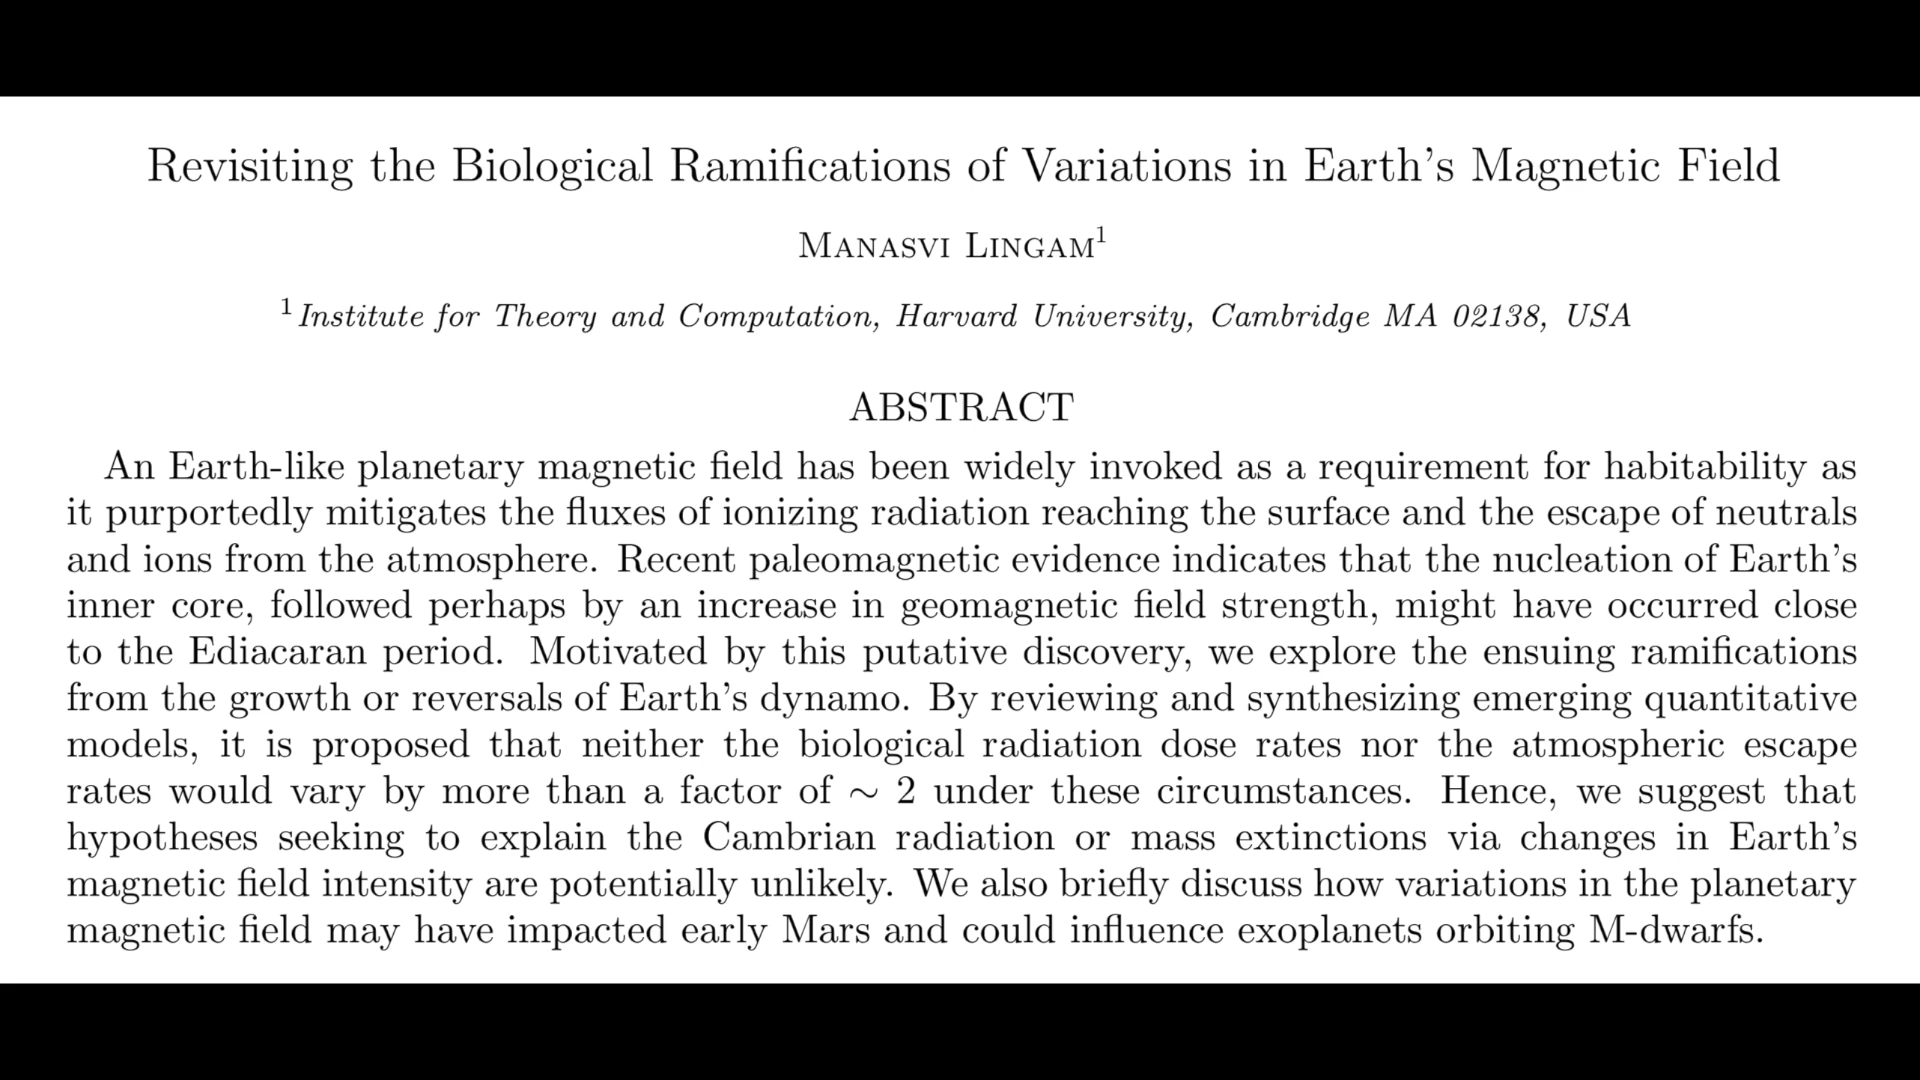 Revisiting the Biological Ramifications of Variations in Earth's Magnetic Field
Manasvi Lingam¹
¹Institute for Theory and Computation, Harvard University, Cambridge MA 02138, USA
ABSTRACT
An Earth-like planetary magnetic field has been widely invoked as a requirement for habitability as
it purportedly mitigates the fluxes of ionizing radiation reaching the surface and the escape of neutrals
and ions from the atmosphere. Recent paleomagnetic evidence indicates that the nucleation of Earth's
inner core, followed perhaps by an increase in geomagnetic field strength, might have occurred close
to the Ediacaran period. Motivated by this putative discovery, we explore the ensuing ramifications
from the growth or reversals of Earth's dynamo. By reviewing and synthesizing emerging quantitative
models, it is proposed that neither the biological radiation dose rates nor the atmospheric escape
rates would vary by more than a factor of ∼ 2 under these circumstances. Hence, we suggest that
hypotheses seeking to explain the Cambrian radiation or mass extinctions via changes in Earth's
magnetic field intensity are potentially unlikely. We also briefly discuss how variations in the planetary
magnetic field may have impacted early Mars and could influence exoplanets orbiting M-dwarfs.